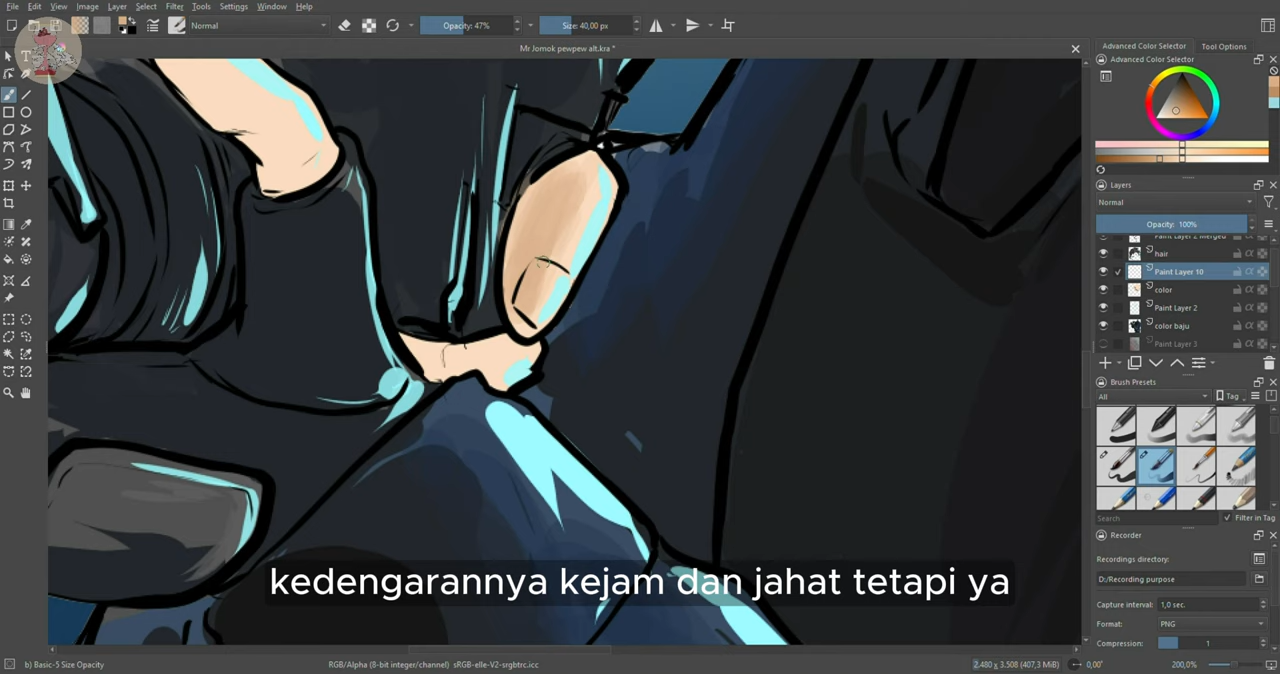 File Edit View Image Layer Select Filter Tools Settings Window Help
Normal
Opacity: 47%
Size: 40,00 px
Mr Jomok pewpew alt.kra *
Advanced Color Selector
Tool Options
Advanced Color Selector
Layers
Normal
Opacity: 100%
Paint Layer 2 Merged
hair
Paint Layer 10
color
Paint Layer 2
color baju
Paint Layer 3
Brush Presets
All
Tag
Search
Filter in Tag
Recorder
Recordings directory:
D:/Recording purpose
Capture interval: 1,0 sec.
Format: PNG
Compression: 1
kedengarannya kejam dan jahat tetapi ya
b) Basic-5 Size Opacity
RGB/Alpha (8-bit integer/channel) sRGB-elle-V2-srgbtrc.icc
2.480 x 3.508 (407,3 MiB)
0,00°
200,0%